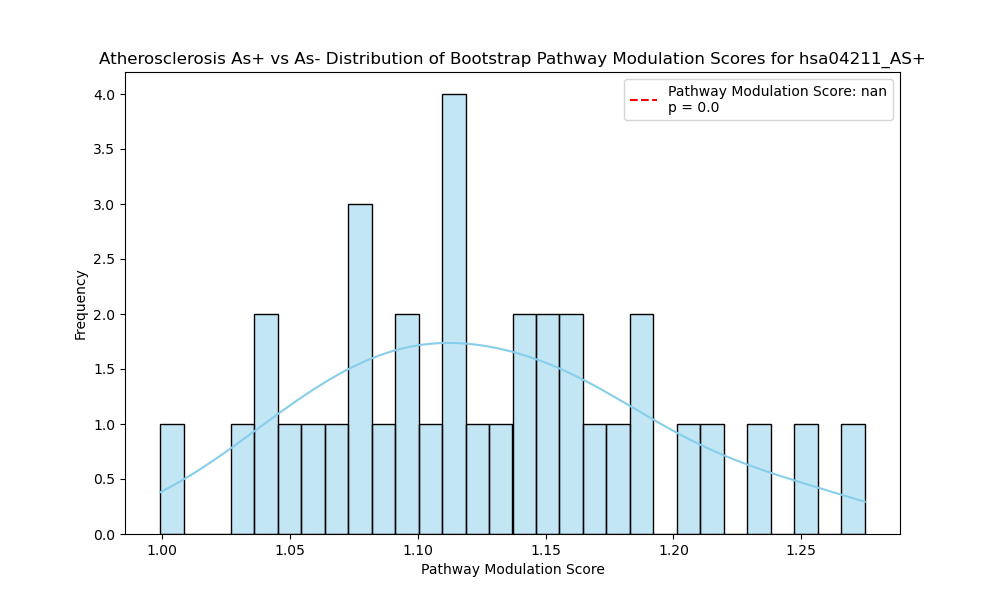 Atherosclerosis As+ vs As- Distribution of Bootstrap Pathway Modulation Scores for hsa04211_AS+
Pathway Modulation Score: nan
p = 0.0
4.0
3.5
3.0
2.5
2.0
1.5
1.0
0.5
0.0
Frequency
1.00 1.05 1.10 1.15 1.20 1.25
Pathway Modulation Score